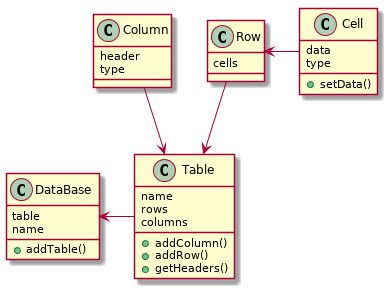 C Column
header
type
C Row
cells
C Cell
data
type
setData()
C DataBase
table
name
addTable()
C Table
name
rows
columns
addColumn()
addRow()
getHeaders()